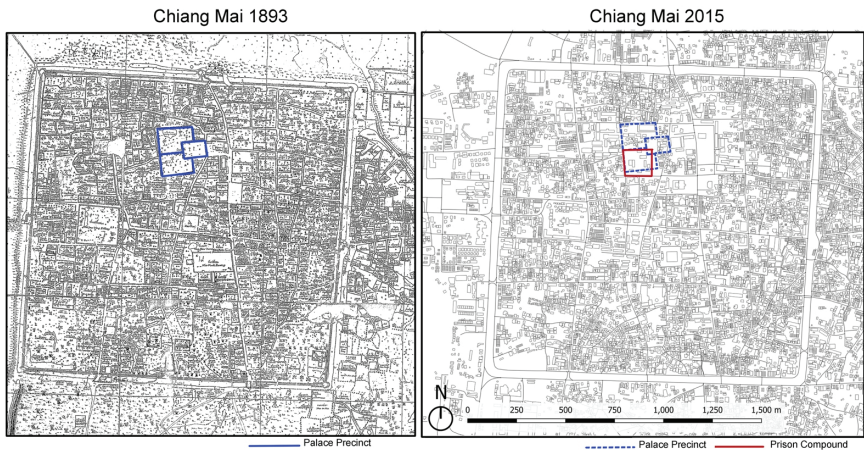 Chiang Mai 1893
Chiang Mai 2015
N
0 250 500 750 1,000 1,250 1,500 m
Palace Precinct
Palace Precinct
Prison Compound